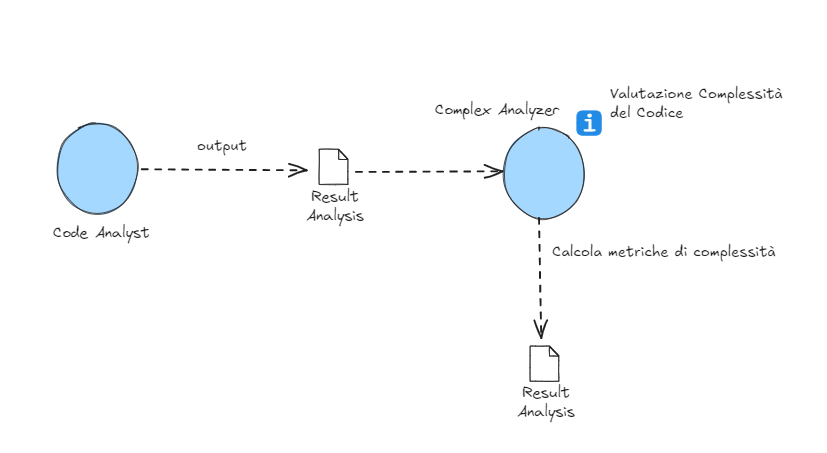 Valutazione Complessità
del Codice
Complex Analyzer
i
output
Result
Analysis
Code Analyst
Calcola metriche di complessità
Result
Analysis